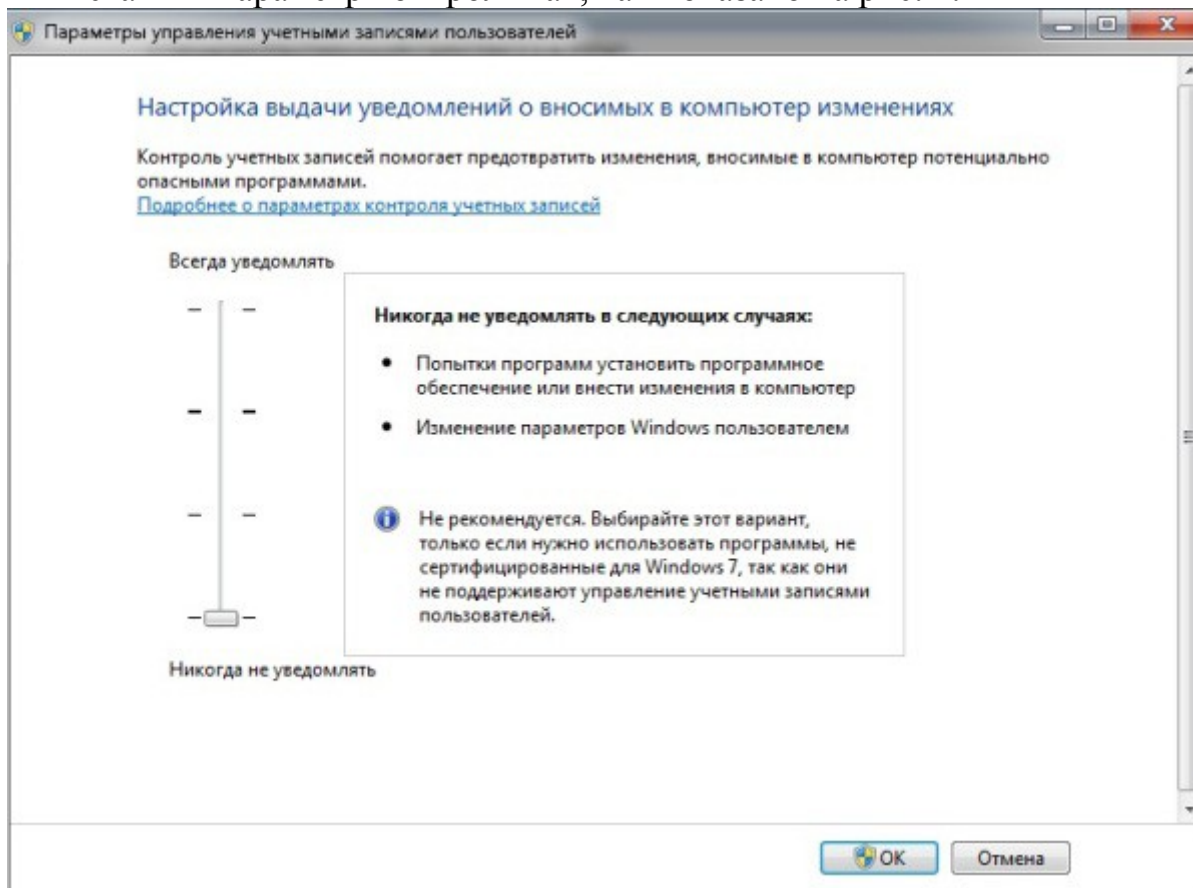 Параметры управления учетными записями пользователей
Настройка выдачи уведомлений о вносимых в компьютер изменениях
Контроль учетных записей помогает предотвратить изменения, вносимые в компьютер потенциально
опасными программами.
Подробнее о параметрах контроля учетных записей
Всегда уведомлять
Никогда не уведомлять в следующих случаях:
• Попытки программ установить программное
обеспечение или внести изменения в компьютер
• Изменение параметров Windows пользователем
Не рекомендуется. Выбирайте этот вариант,
только если нужно использовать программы, не
сертифицированные для Windows 7, так как они
не поддерживают управление учетными записями
пользователей.
Никогда не уведомлять
OK
Отмена